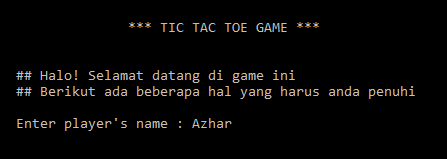 *** TIC TAC TOE GAME ***
## Halo! Selamat datang di game ini
## Berikut ada beberapa hal yang harus anda penuhi
Enter player's name : Azhar